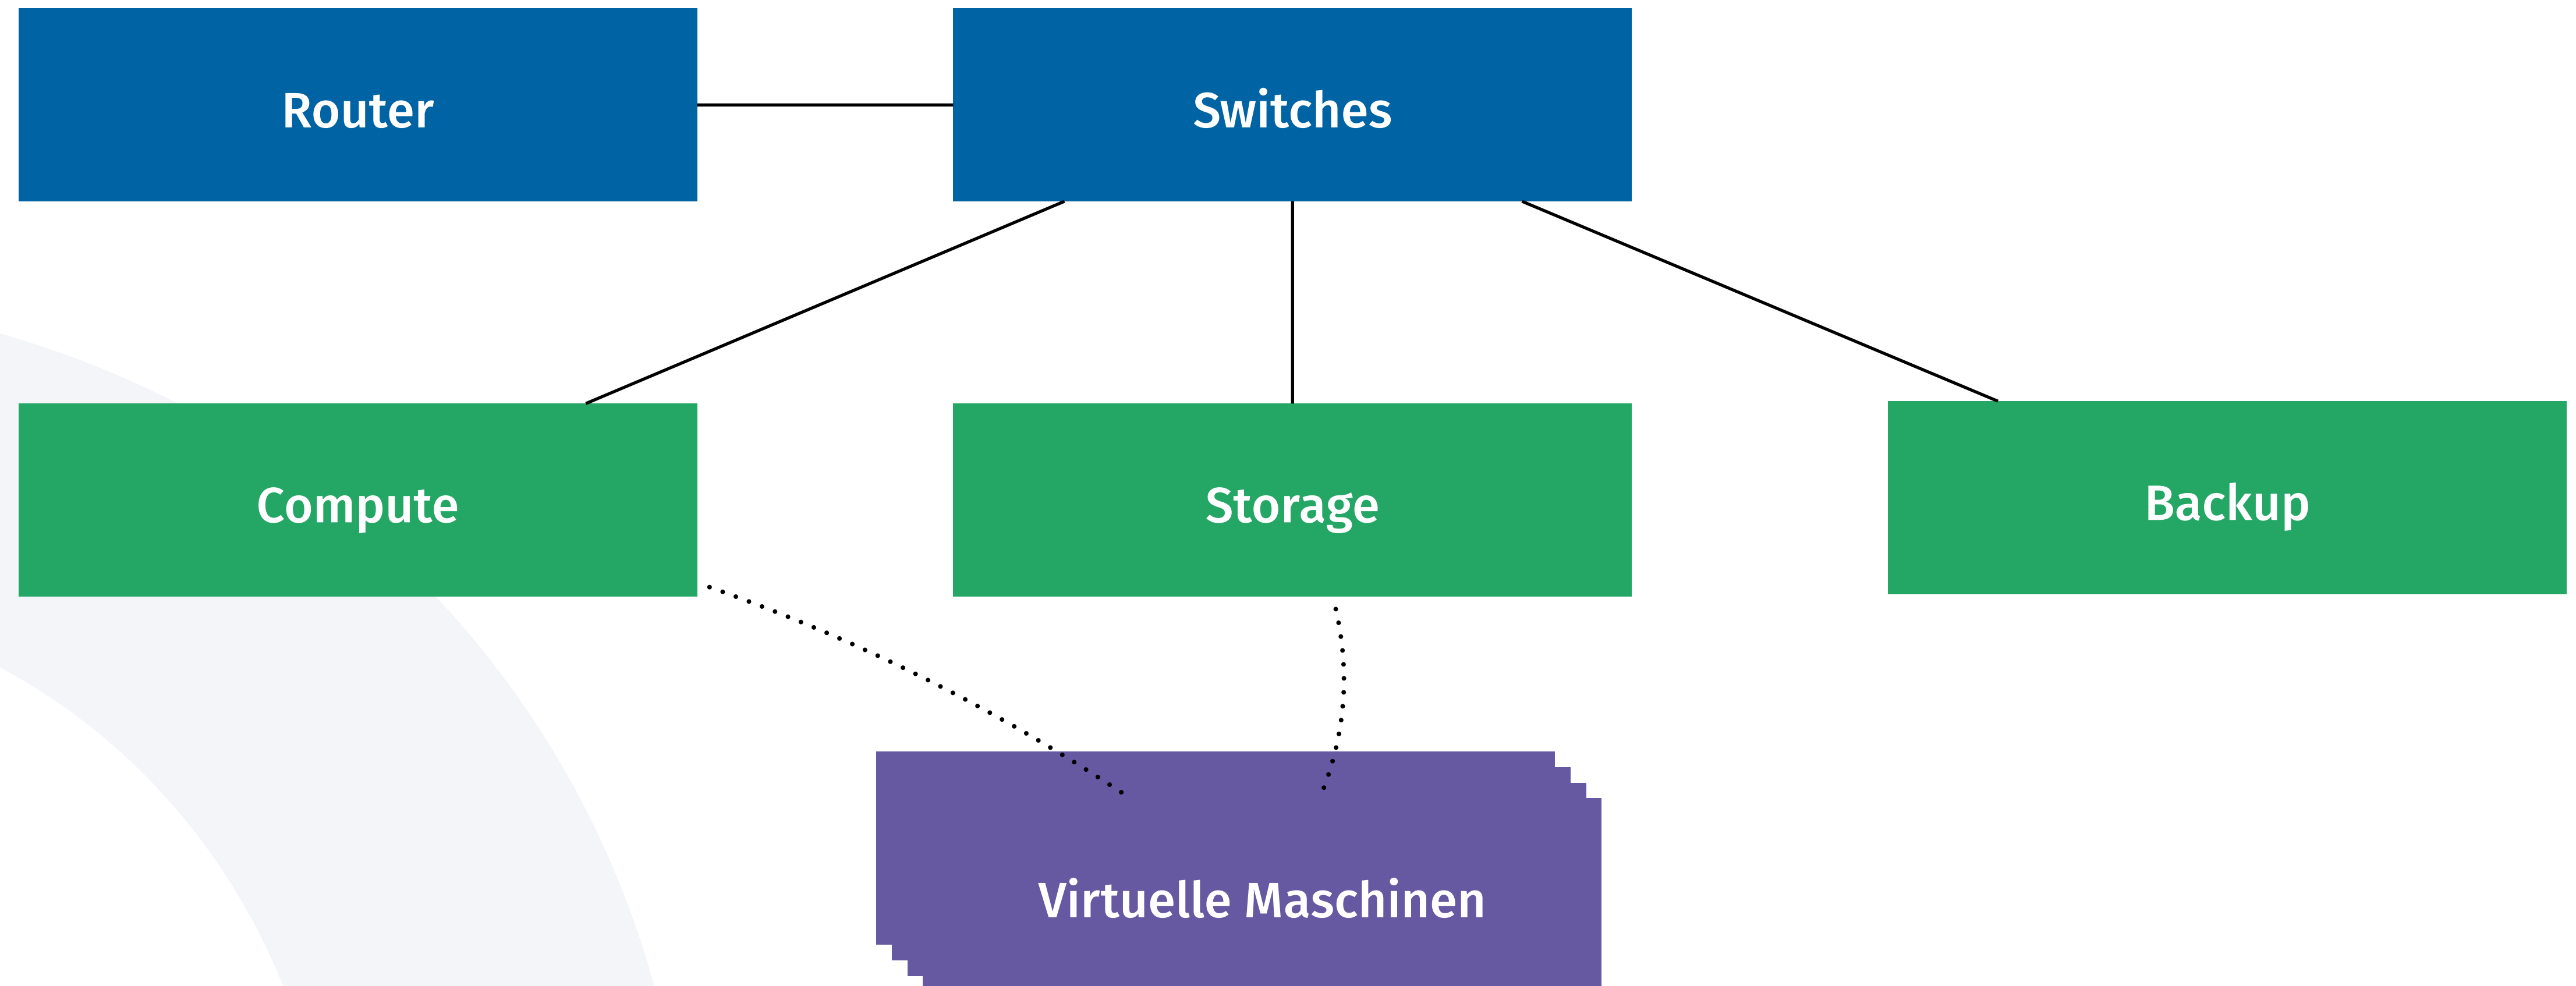 Router
Switches
Compute
Storage
Backup
Virtuelle Maschinen